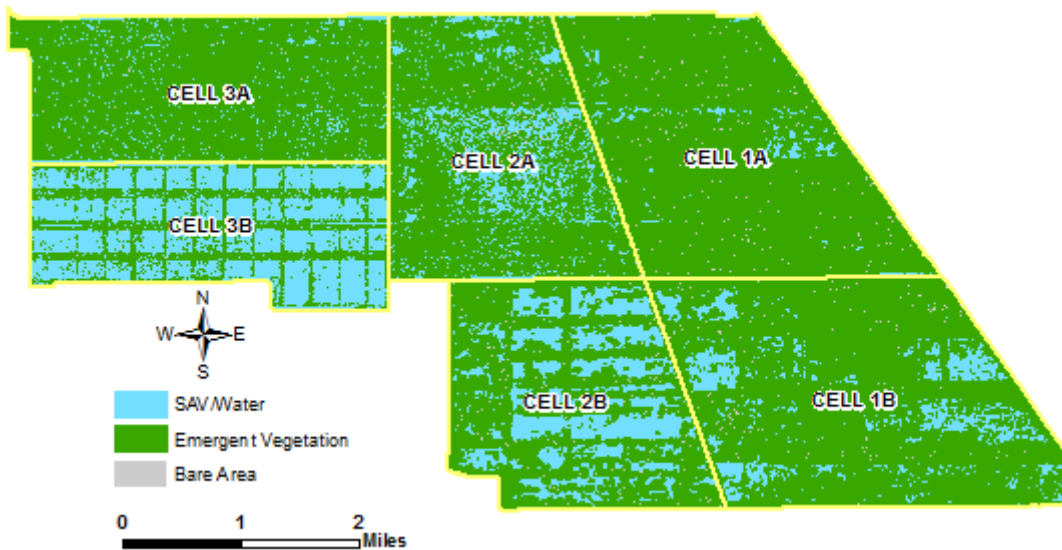 CELL 3A
CELL 2A
CELL 1A
CELL 3B
N
W E
S
SAV/Water
CELL 2B
CELL 1B
Emergent Vegetation
Bare Area
0 1 2
Miles